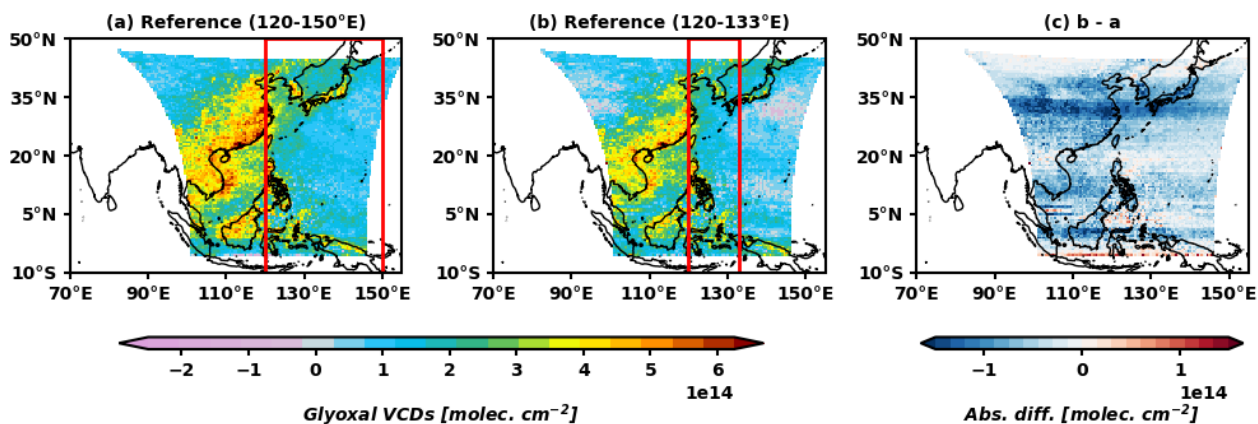 (a) Reference (120-150°E)
(b) Reference (120-133°E)
(c) b - a
50°N
35°N
20°N
5°N
10°S
70°E 90°E 110°E 130°E 150°E
50°N
35°N
20°N
5°N
10°S
70°E 90°E 110°E 130°E 150°E
50°N
35°N
20°N
5°N
10°S
70°E 90°E 110°E 130°E 150°E
−2 −1 0 1 2 3 4 5 6
1e14
Glyoxal VCDs [molec. cm⁻²]
−1 0 1
1e14
Abs. diff. [molec. cm⁻²]